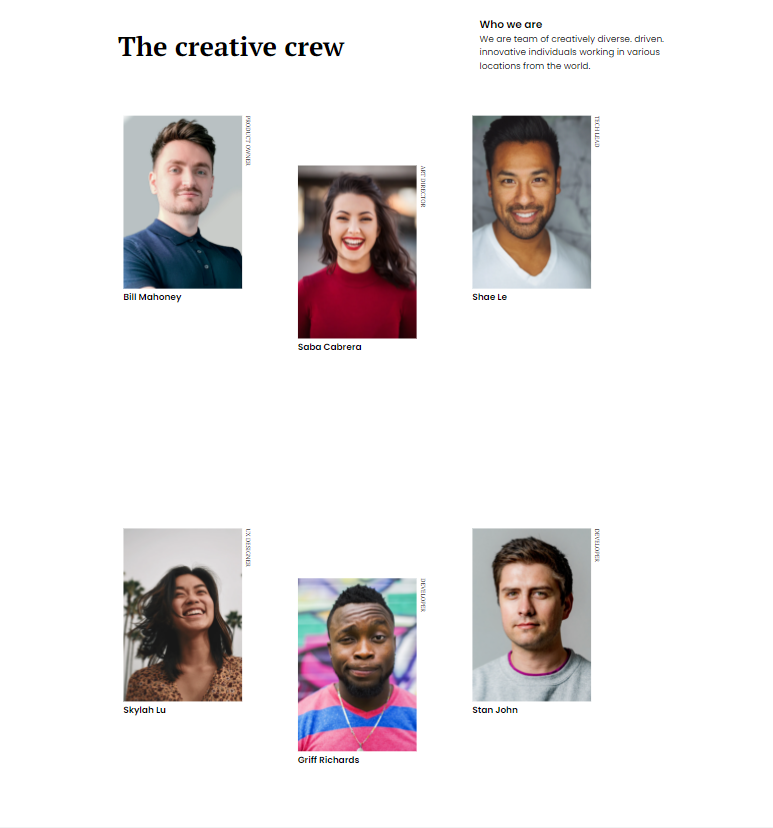 The creative crew
Who we are
We are team of creatively diverse. driven.
innovative individuals working in various
locations from the world.
PRODUCT OWNER
Bill Mahoney
ART DIRECTOR
Saba Cabrera
TECH LEAD
Shae Le
UX DESIGNER
Skylah Lu
DEVELOPER
Griff Richards
DEVELOPER
Stan John